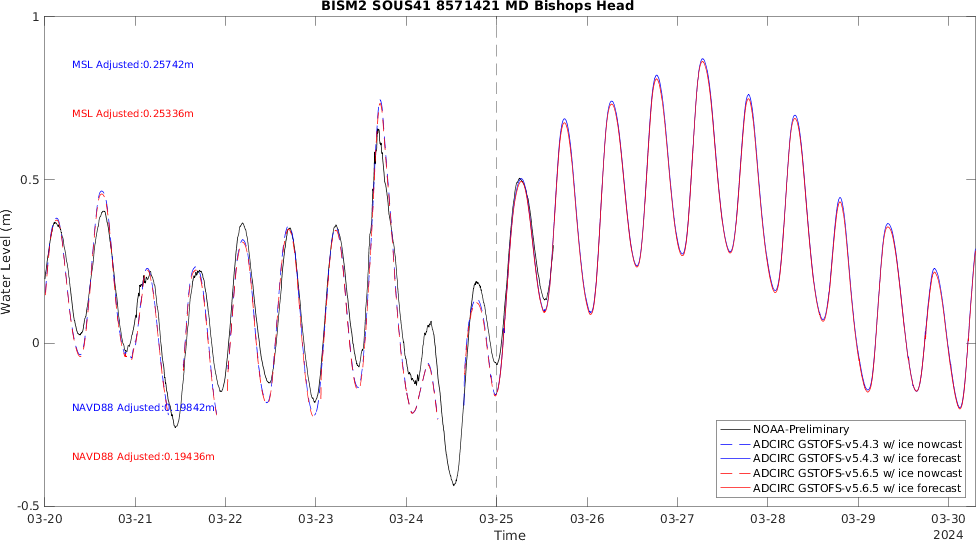 BISM2 SOUS41 8571421 MD Bishops Head
1
0.5
0
-0.5
Water Level (m)
MSL Adjusted:0.25742m
MSL Adjusted:0.25336m
NAVD88 Adjusted:0.19842m
NAVD88 Adjusted:0.19436m
NOAA-Preliminary
ADCIRC GSTOFS-v5.4.3 w/ ice nowcast
ADCIRC GSTOFS-v5.4.3 w/ ice forecast
ADCIRC GSTOFS-v5.6.5 w/ ice nowcast
ADCIRC GSTOFS-v5.6.5 w/ ice forecast
03-20 03-21 03-22 03-23 03-24 03-25 03-26 03-27 03-28 03-29 03-30
Time
2024